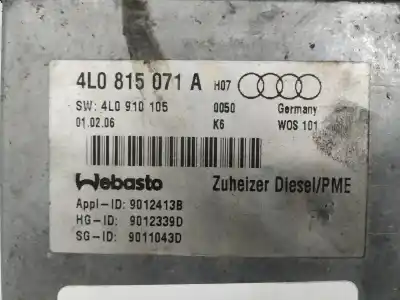 4L0 815 071 A H07
SW: 4L0 910 105 0050 Germany
01.02.06 K6 WOS 101
Webasto Zuheizer Diesel/PME
Appl-ID: 9012413B
HG-ID: 9012339D
SG-ID: 9011043D